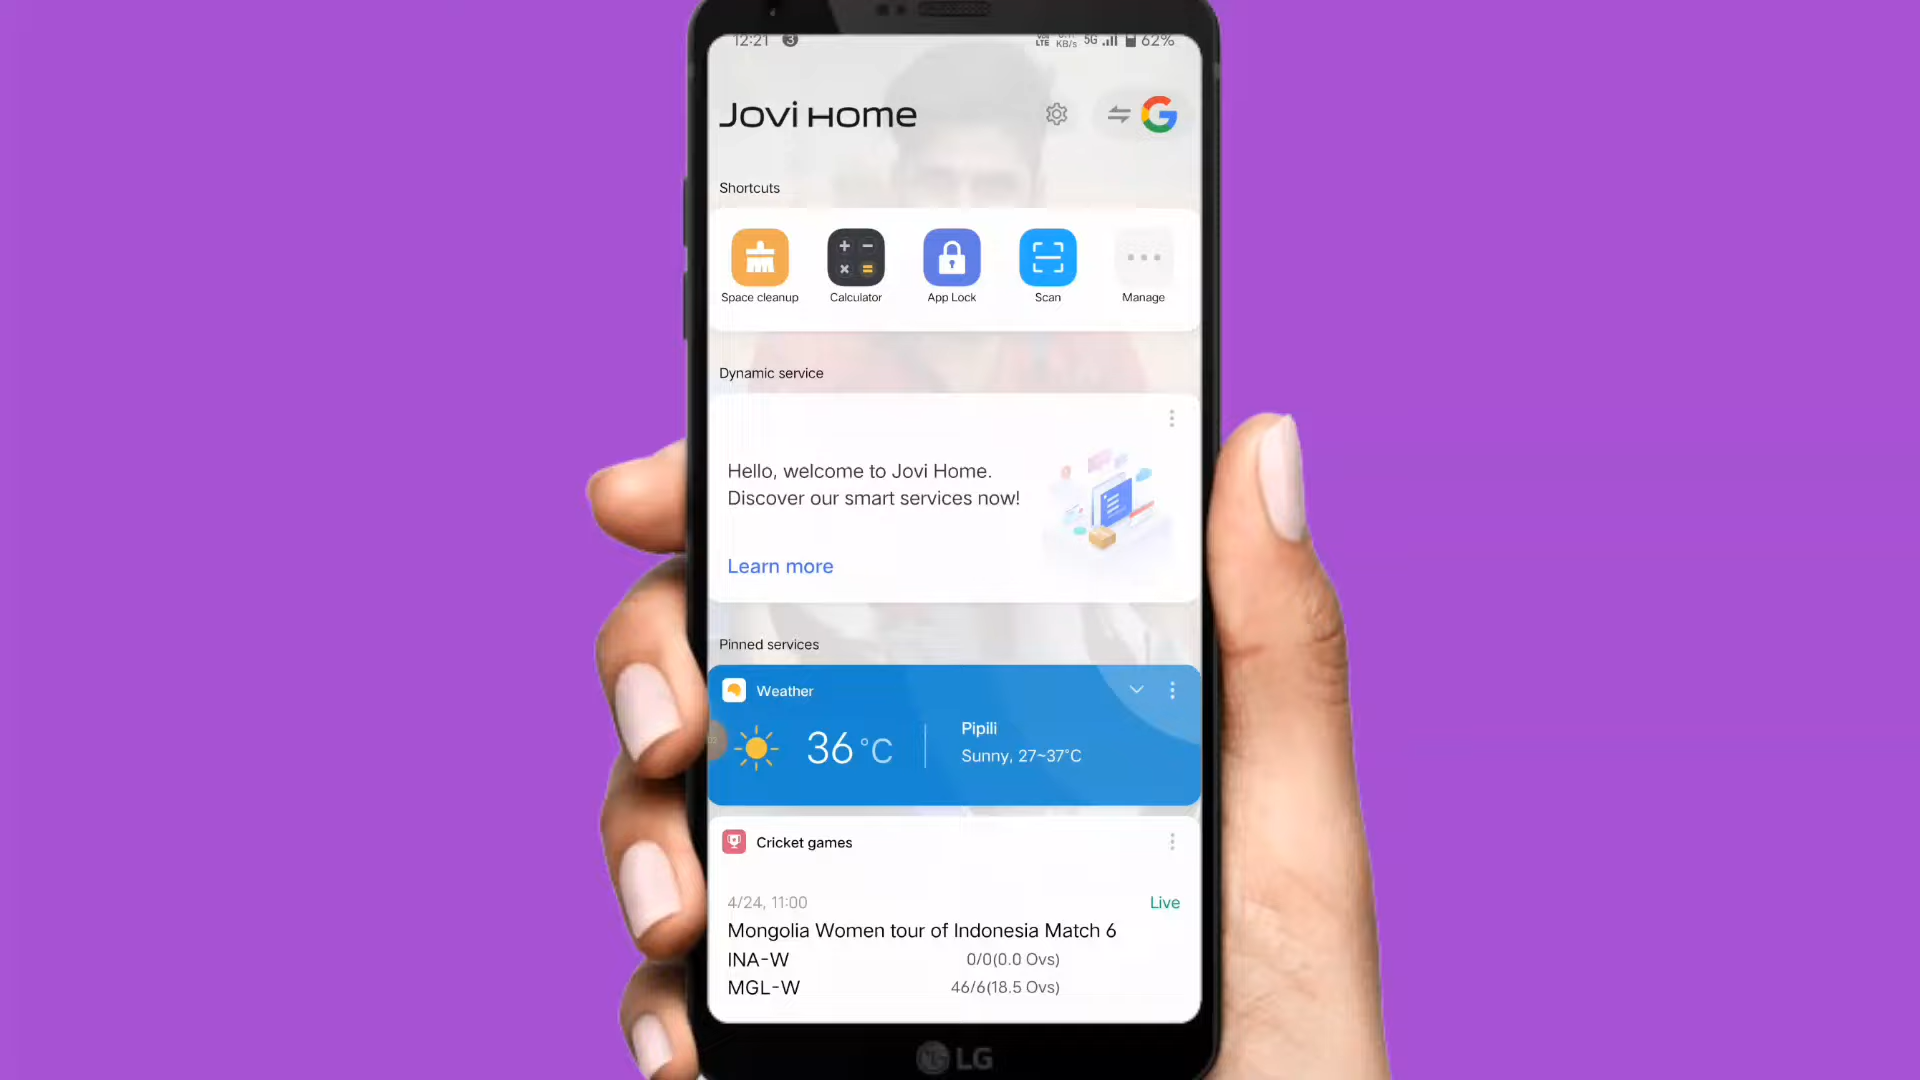 12:21 3
KB/s 5G 62%
LTE
Jovi Home
Shortcuts
Space cleanup
Calculator
App Lock
Scan
Manage
Dynamic service
Hello, welcome to Jovi Home.
Discover our smart services now!
Learn more
Pinned services
Weather
36 °C
Pipili
Sunny, 27~37°C
Cricket games
4/24, 11:00 Live
Mongolia Women tour of Indonesia Match 6
INA-W 0/0(0.0 Ovs)
MGL-W 46/6(18.5 Ovs)
LG